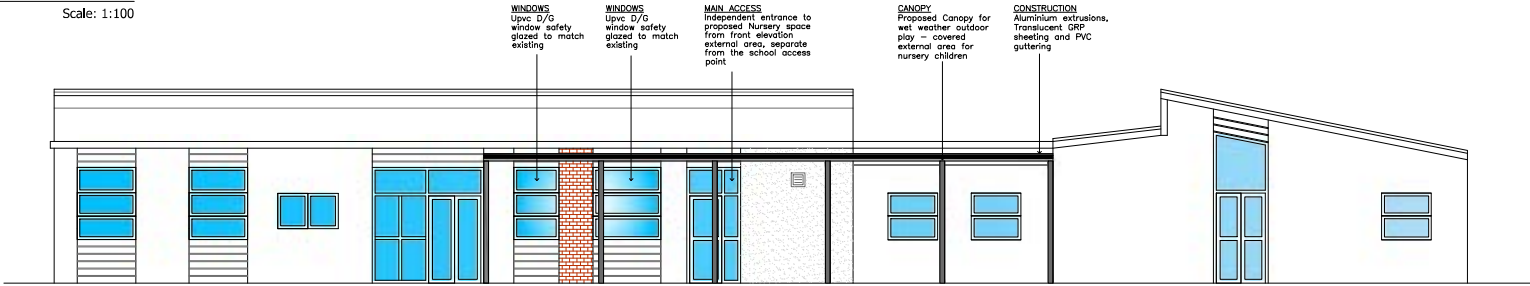 Scale: 1:100
WINDOWS
Upvc D/G
window safety
glazed to match
existing
WINDOWS
Upvc D/G
window safety
glazed to match
existing
MAIN ACCESS
Independent entrance to
proposed Nursery space
from front elevation
external area, separate
from the school access
point
CANOPY
Proposed Canopy for
wet weather outdoor
play – covered
external area for
nursery children
CONSTRUCTION
Aluminium extrusions,
Translucent GRP
sheeting and PVC
guttering